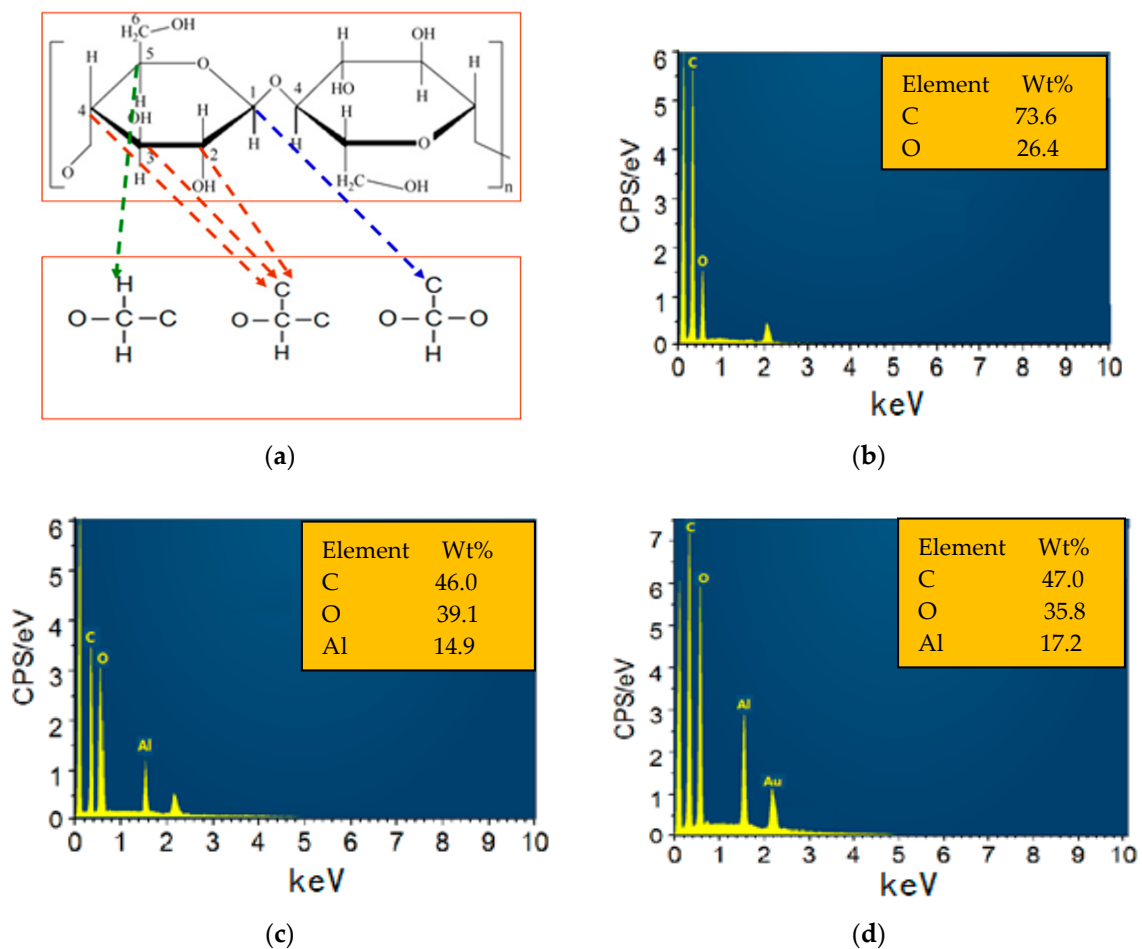 6
H₂C—OH
H
5
O
H
OH
H
4
H
OH
1
O
4
HO
H
H
H
O
3
2
H
H
O
H
OH
H₂C—OH
n
H
O—C—C
H
C
O—C—C
H
C
O—C—O
H
(a)
6
5
4
3
2
1
0
CPS/eV
C
O
Element Wt%
C 73.6
O 26.4
0 1 2 3 4 5 6 7 8 9 10
keV
(b)
6
5
4
3
2
1
0
CPS/eV
C
O
Al
Element Wt%
C 46.0
O 39.1
Al 14.9
0 1 2 3 4 5 6 7 8 9 10
keV
(c)
7
6
5
4
3
2
1
0
CPS/eV
C
O
Al
Au
Element Wt%
C 47.0
O 35.8
Al 17.2
0 1 2 3 4 5 6 7 8 9 10
keV
(d)